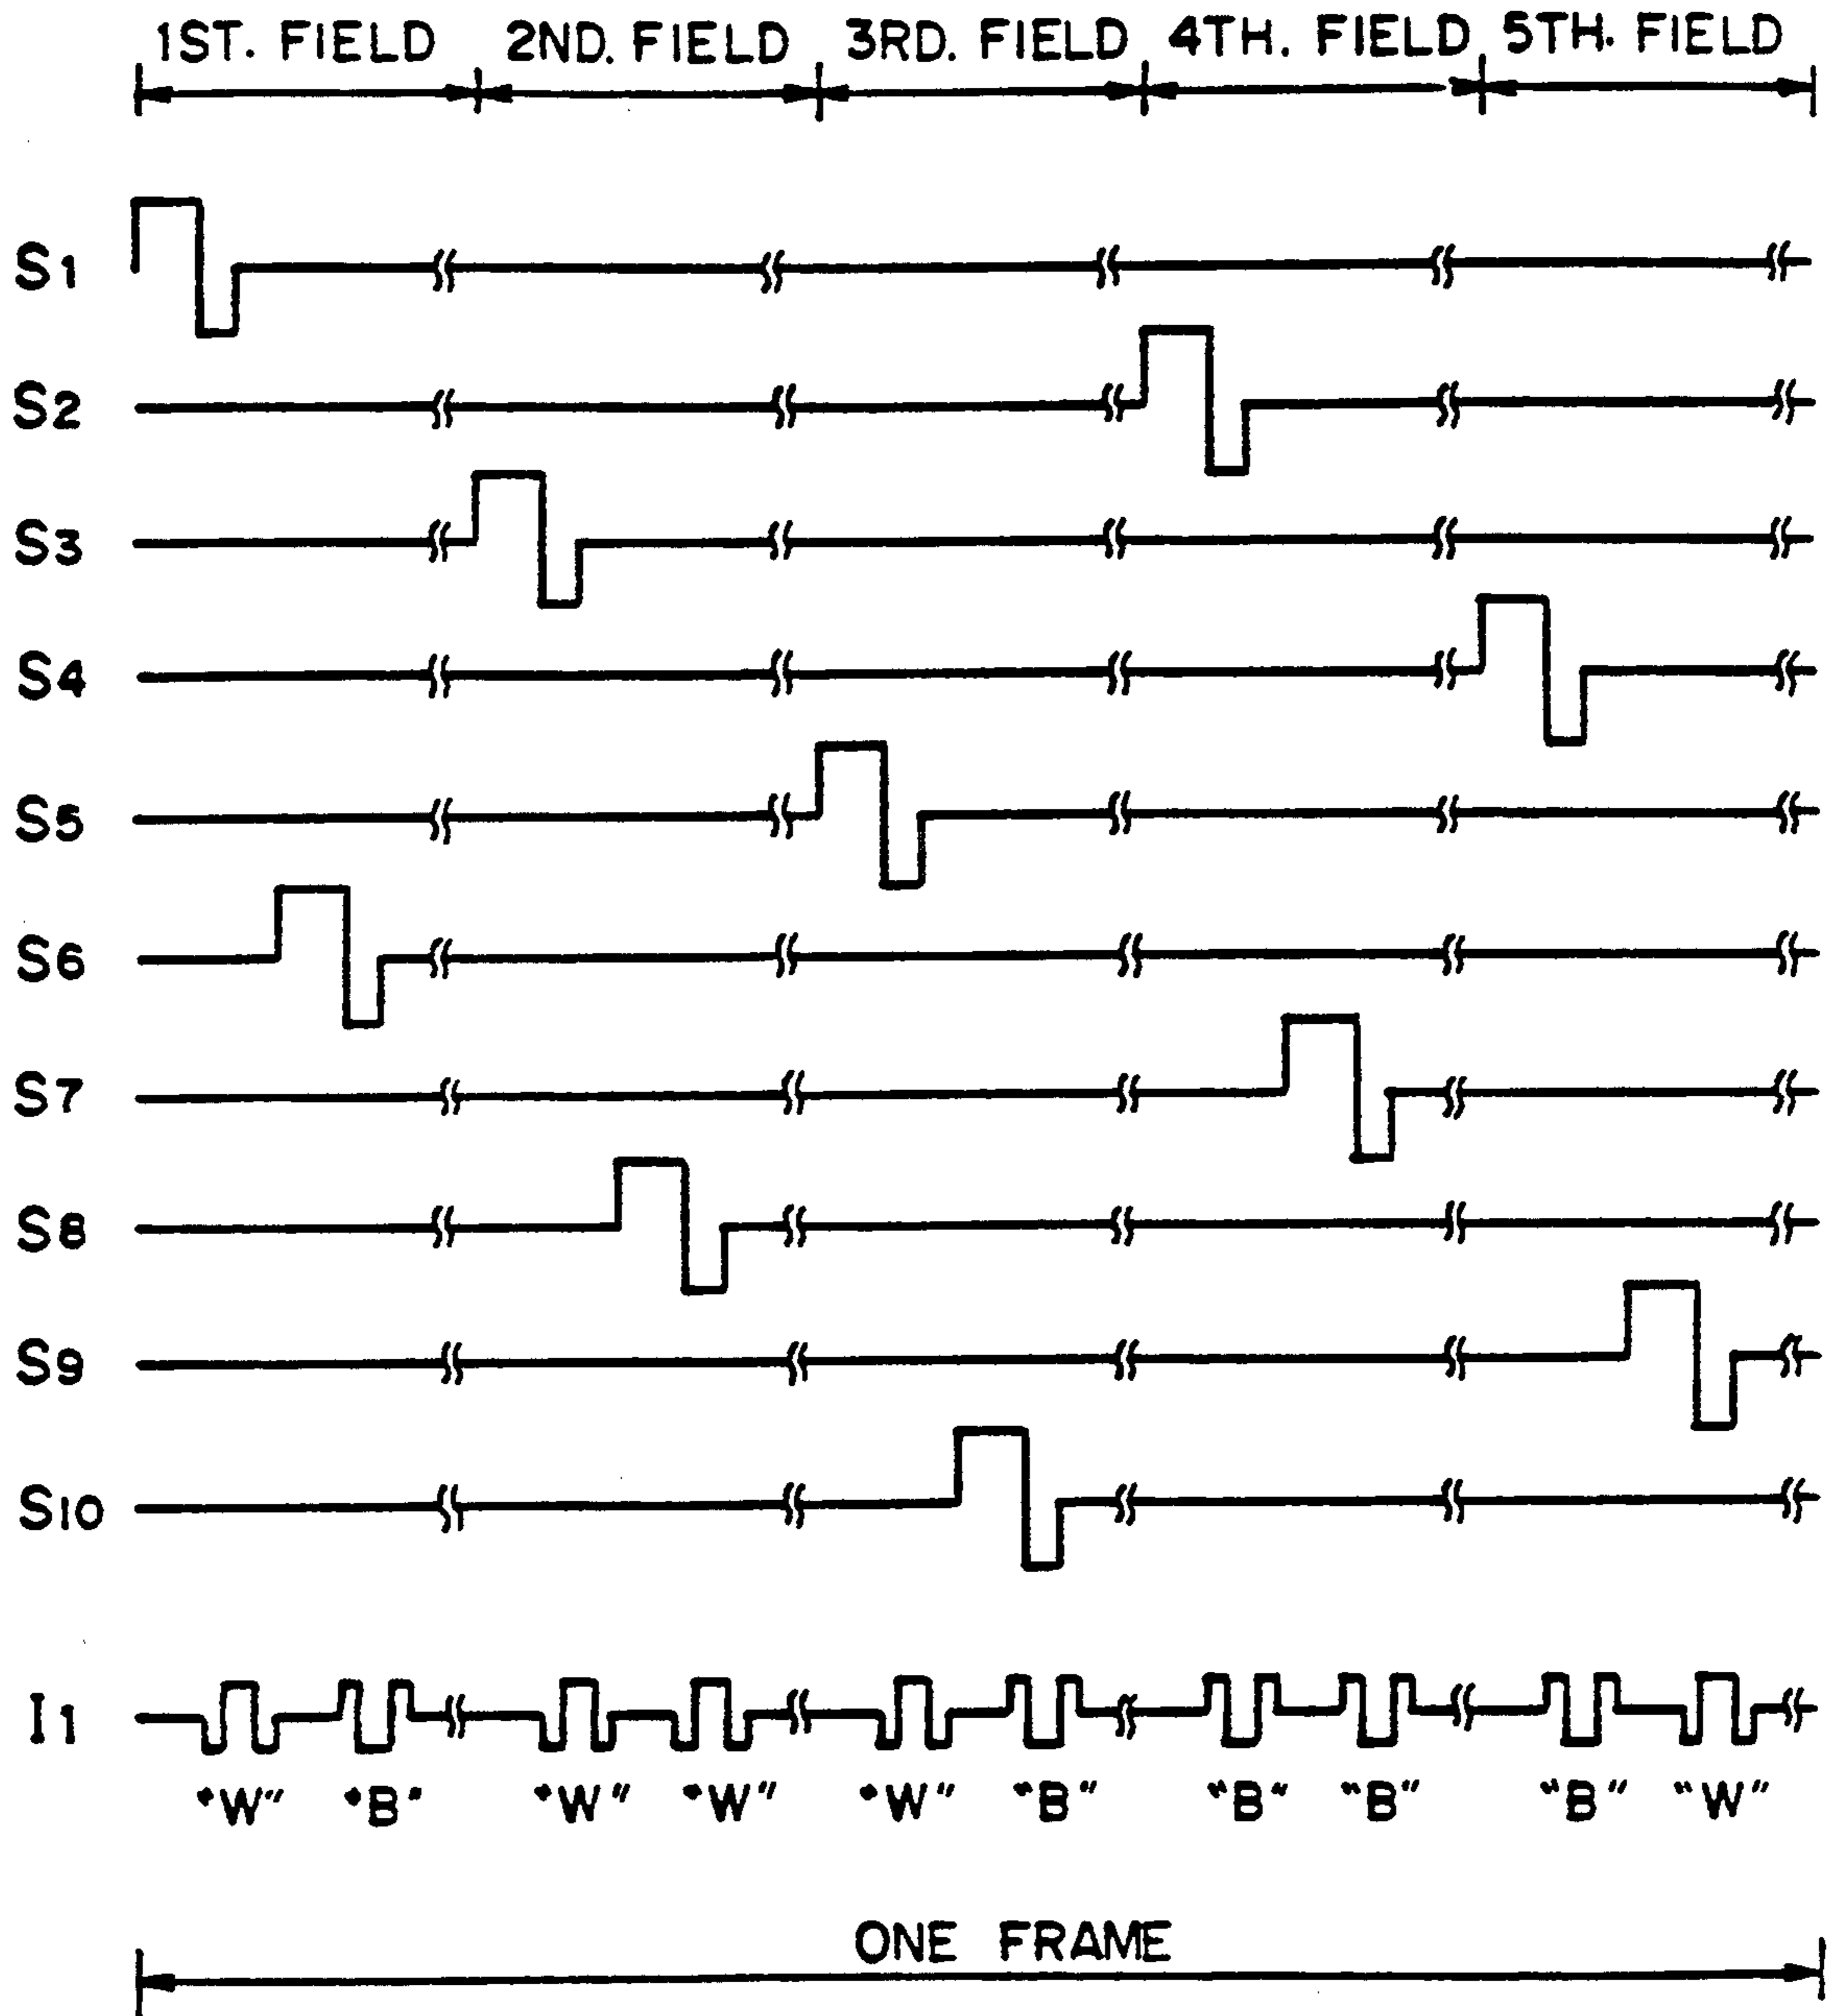 1ST. FIELD 2ND. FIELD 3RD. FIELD 4TH. FIELD 5TH. FIELD
S1
S2
S3
S4
S5
S6
S7
S8
S9
S10
I1
"W" "B" "W" "W" "W" "B" "B" "B" "B" "W"
ONE FRAME